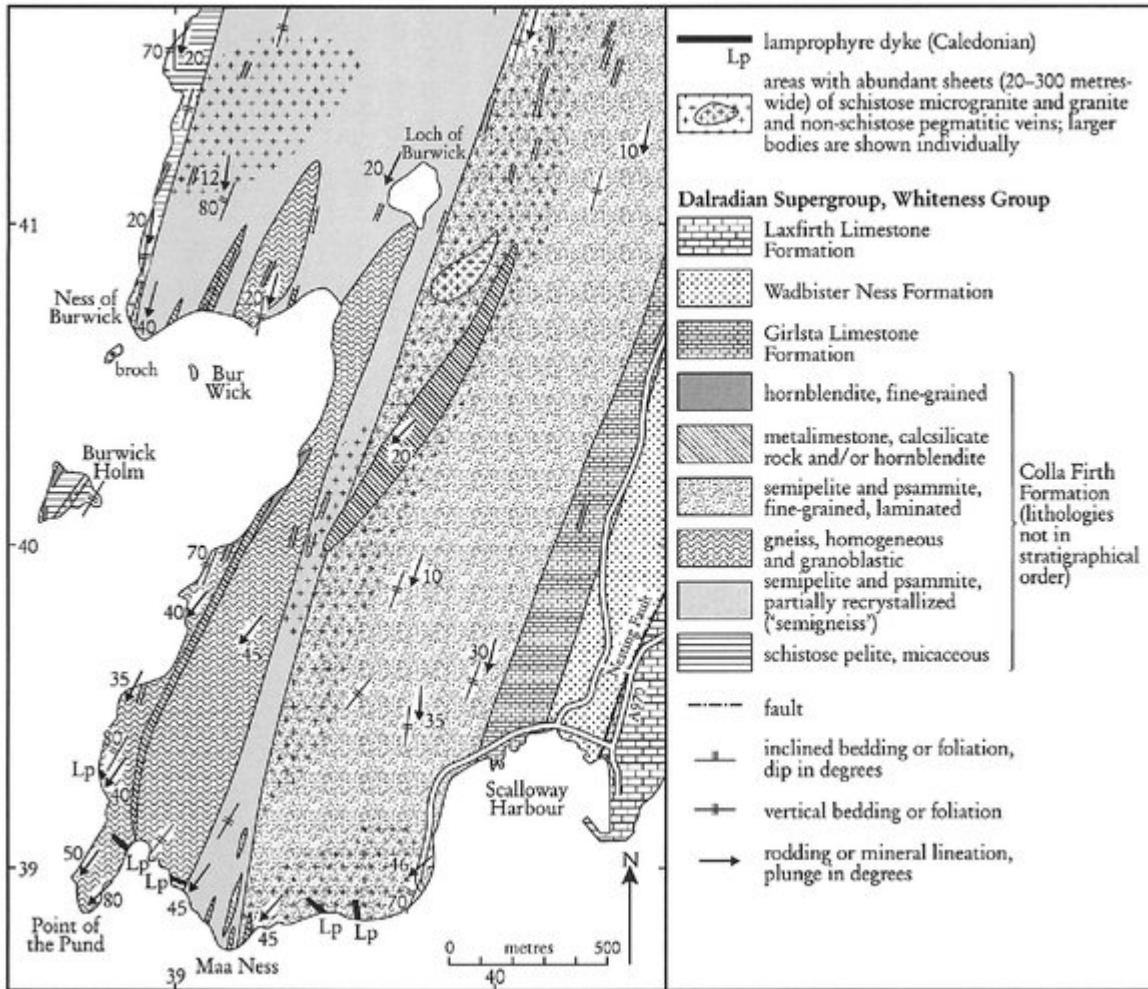 70
20
5
Loch of
Burwick
20
10
12
80
41
20
Ness of
Burwick
40
20
broch
Bur
Wick
20
Burwick
Holm
40
70
10
40
45
30
35
35
Nesting Fault
A970
Lp
40
Scalloway
Harbour
50
Lp
Lp
46
39
80
45
70
N
Point of
the Pund
45
Lp
Lp
0 metres 500
Maa Ness
39
40
Lp
lamprophyre dyke (Caledonian)
areas with abundant sheets (20–300 metres-
wide) of schistose microgranite and granite
and non-schistose pegmatitic veins; larger
bodies are shown individually
Dalradian Supergroup, Whiteness Group
Laxfirth Limestone
Formation
Wadbister Ness Formation
Girlsta Limestone
Formation
hornblendite, fine-grained
metalimestone, calcsilicate
rock and/or hornblendite
semipelite and psammite,
fine-grained, laminated
gneiss, homogeneous
and granoblastic
semipelite and psammite,
partially recrystallized
(‘semigneiss’)
schistose pelite, micaceous
Colla Firth
Formation
(lithologies
not in
stratigraphical
order)
fault
inclined bedding or foliation,
dip in degrees
vertical bedding or foliation
rodding or mineral lineation,
plunge in degrees